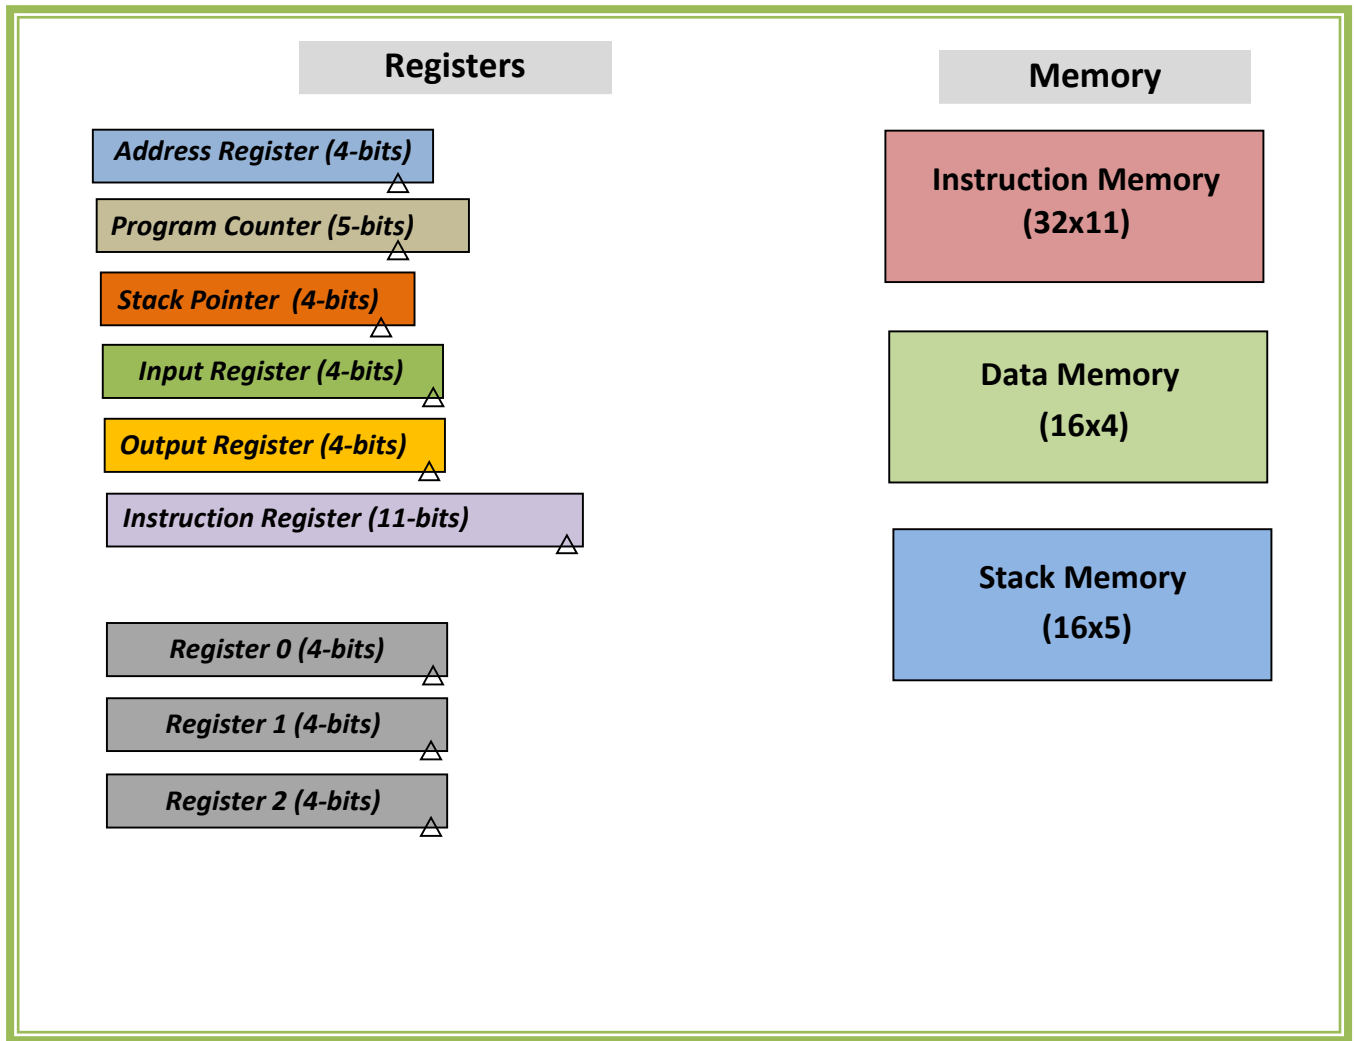 Registers
Address Register (4-bits)
Program Counter (5-bits)
Stack Pointer (4-bits)
Input Register (4-bits)
Output Register (4-bits)
Instruction Register (11-bits)
Register 0 (4-bits)
Register 1 (4-bits)
Register 2 (4-bits)
Memory
Instruction Memory
(32x11)
Data Memory
(16x4)
Stack Memory
(16x5)